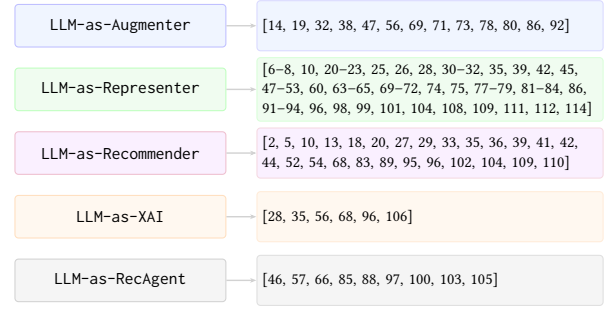 LLM-as-Augmenter
[14, 19, 32, 38, 47, 56, 69, 71, 73, 78, 80, 86, 92]
LLM-as-Representer
[6–8, 10, 20–23, 25, 26, 28, 30–32, 35, 39, 42, 45,
47–53, 60, 63–65, 69–72, 74, 75, 77–79, 81–84, 86,
91–94, 96, 98, 99, 101, 104, 108, 109, 111, 112, 114]
LLM-as-Recommender
[2, 5, 10, 13, 18, 20, 27, 29, 33, 35, 36, 39, 41, 42,
44, 52, 54, 68, 83, 89, 95, 96, 102, 104, 109, 110]
LLM-as-XAI
[28, 35, 56, 68, 96, 106]
LLM-as-RecAgent
[46, 57, 66, 85, 88, 97, 100, 103, 105]